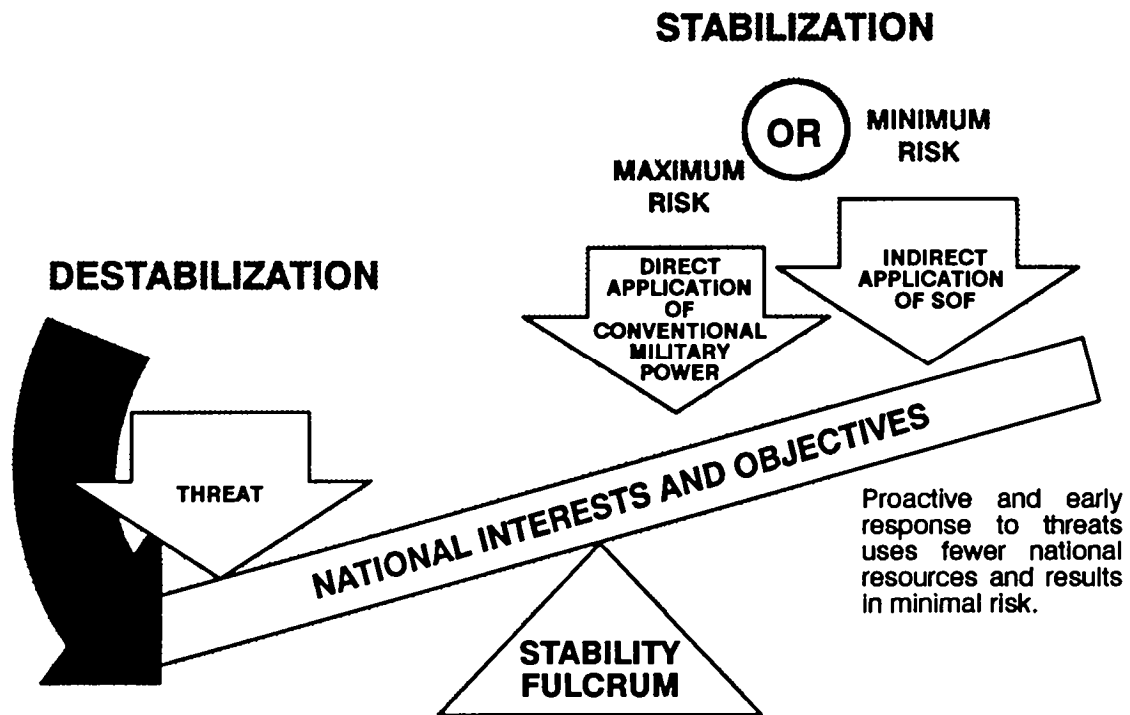 STABILIZATION
OR
MINIMUM
RISK
MAXIMUM
RISK
DESTABILIZATION
DIRECT
APPLICATION
OF
CONVENTIONAL
MILITARY
POWER
INDIRECT
APPLICATION
OF SOF
THREAT
NATIONAL INTERESTS AND OBJECTIVES
Proactive and early
response to threats
uses fewer national
resources and results
in minimal risk.
STABILITY
FULCRUM